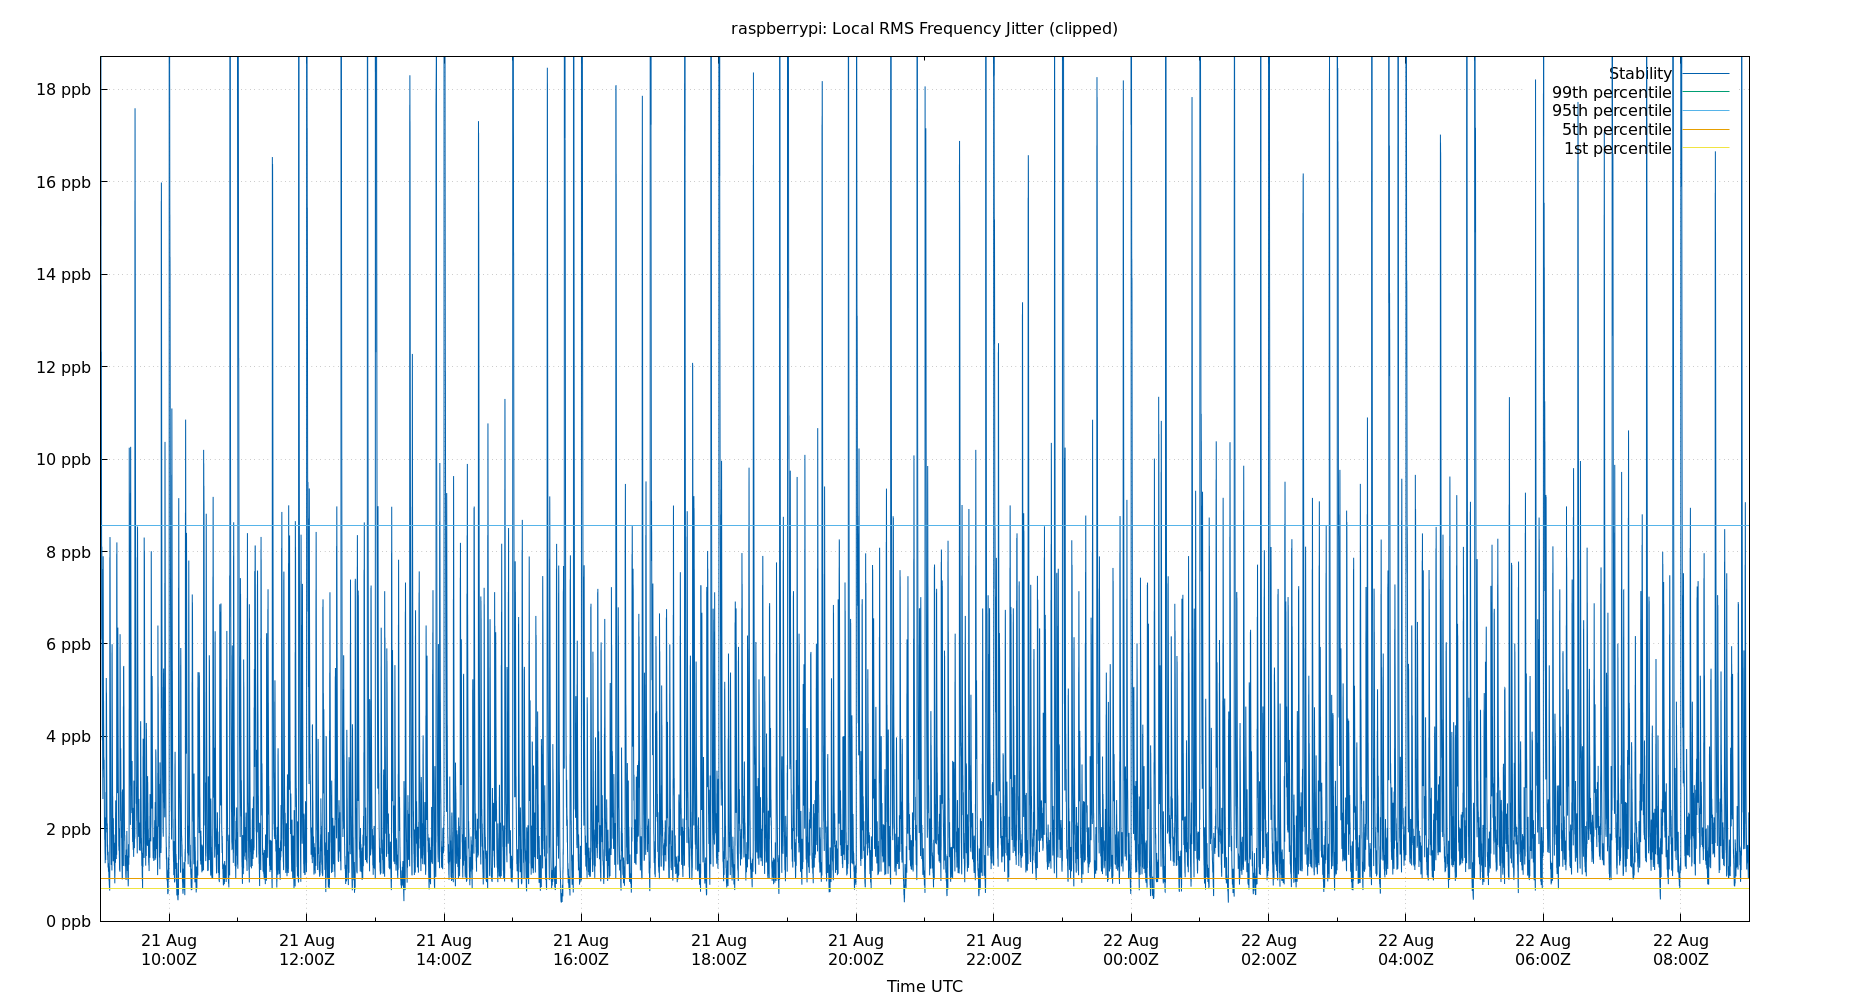 raspberrypi: Local RMS Frequency Jitter (clipped)
18 ppb
16 ppb
14 ppb
12 ppb
10 ppb
8 ppb
6 ppb
4 ppb
2 ppb
0 ppb
Stability
99th percentile
95th percentile
5th percentile
1st percentile
21 Aug
10:00Z
21 Aug
12:00Z
21 Aug
14:00Z
21 Aug
16:00Z
21 Aug
18:00Z
21 Aug
20:00Z
21 Aug
22:00Z
22 Aug
00:00Z
22 Aug
02:00Z
22 Aug
04:00Z
22 Aug
06:00Z
22 Aug
08:00Z
Time UTC